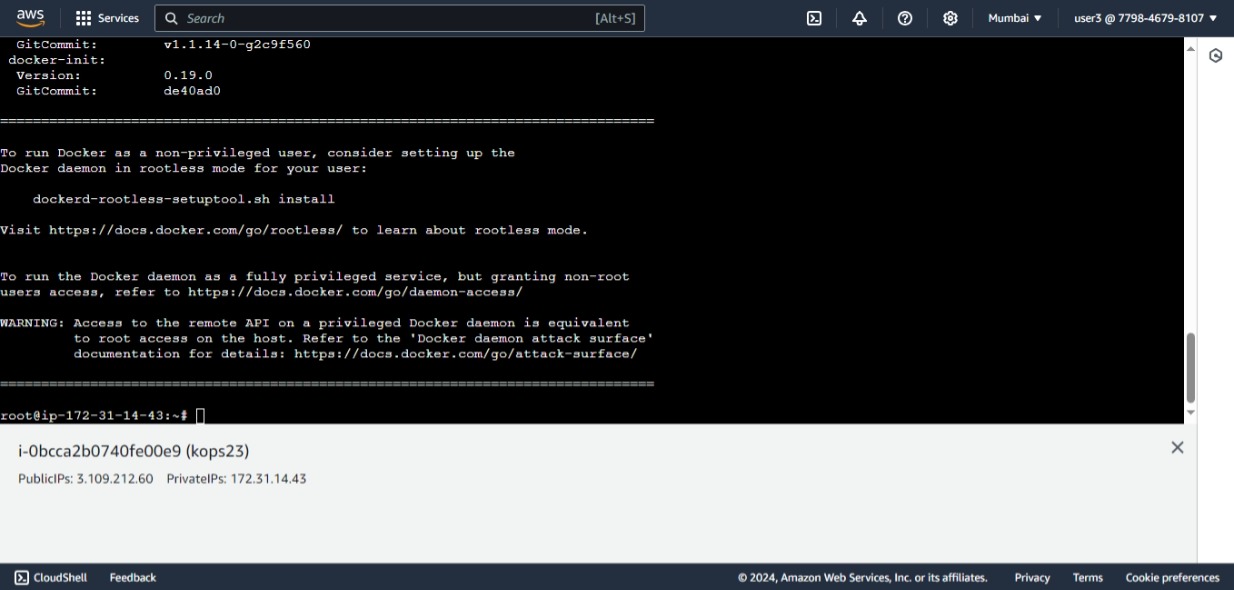 aws Services Search [Alt+S] Mumbai ▼ user3 @ 7798-4679-8107 ▼
GitCommit: v1.1.14-0-g2c9f560
docker-init:
Version: 0.19.0
GitCommit: de40ad0
================================================================================
To run Docker as a non-privileged user, consider setting up the
Docker daemon in rootless mode for your user:
dockerd-rootless-setuptool.sh install
Visit https://docs.docker.com/go/rootless/ to learn about rootless mode.
To run the Docker daemon as a fully privileged service, but granting non-root
users access, refer to https://docs.docker.com/go/daemon-access/
WARNING: Access to the remote API on a privileged Docker daemon is equivalent
to root access on the host. Refer to the 'Docker daemon attack surface'
documentation for details: https://docs.docker.com/go/attack-surface/
================================================================================
root@ip-172-31-14-43:~#
i-0bcca2b0740fe00e9 (kops23)
PublicIPs: 3.109.212.60 PrivateIPs: 172.31.14.43
CloudShell Feedback © 2024, Amazon Web Services, Inc. or its affiliates. Privacy Terms Cookie preferences